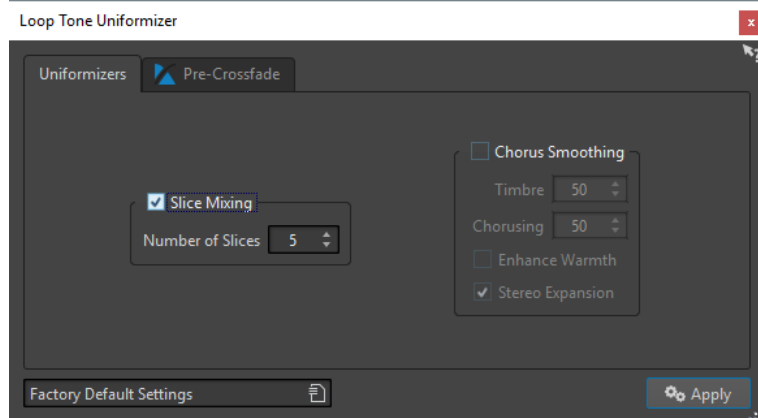 Loop Tone Uniformizer
x
Uniformizers
Pre-Crossfade
Slice Mixing
Number of Slices 5
Chorus Smoothing
Timbre 50
Chorusing 50
Enhance Warmth
Stereo Expansion
Factory Default Settings
Apply